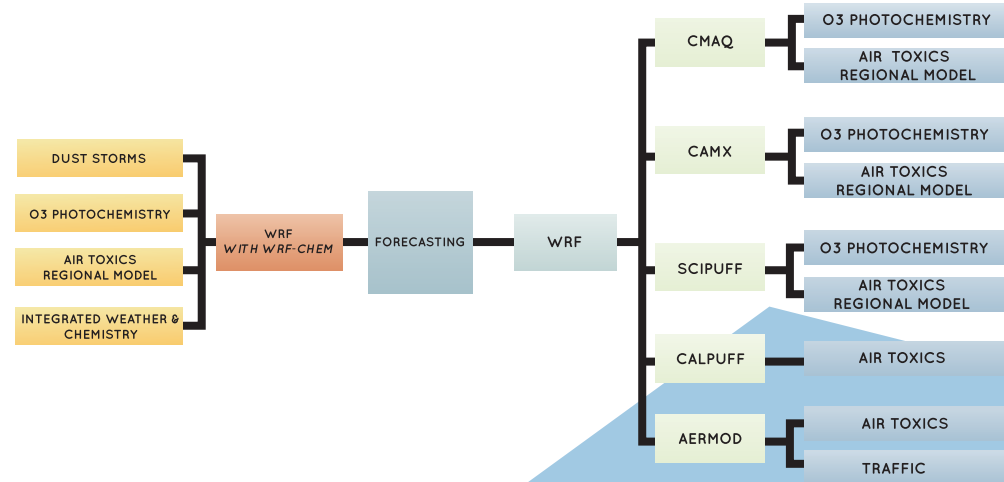 DUST STORMS
O3 PHOTOCHEMISTRY
AIR TOXICS
REGIONAL MODEL
INTEGRATED WEATHER &
CHEMISTRY
WRF
WITH WRF-CHEM
FORECASTING
WRF
CMAQ
O3 PHOTOCHEMISTRY
AIR TOXICS
REGIONAL MODEL
CAMX
O3 PHOTOCHEMISTRY
AIR TOXICS
REGIONAL MODEL
SCIPUFF
O3 PHOTOCHEMISTRY
AIR TOXICS
REGIONAL MODEL
CALPUFF
AIR TOXICS
AERMOD
AIR TOXICS
TRAFFIC